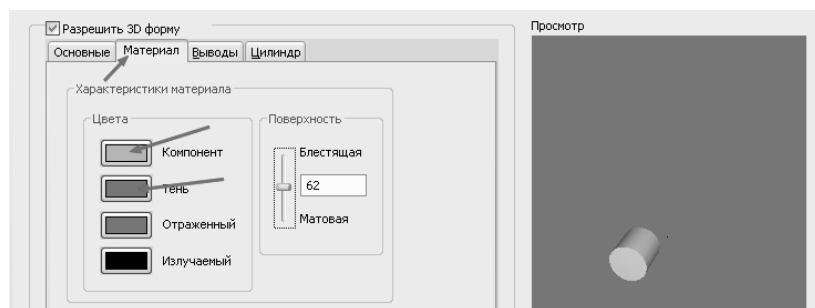 Разрешить 3D форму
Просмотр
Основные Материал Выводы Цилиндр
Характеристики материала
Цвета
Поверхность
Компонент
Блестящая
Тень
62
Отраженный
Матовая
Излучаемый